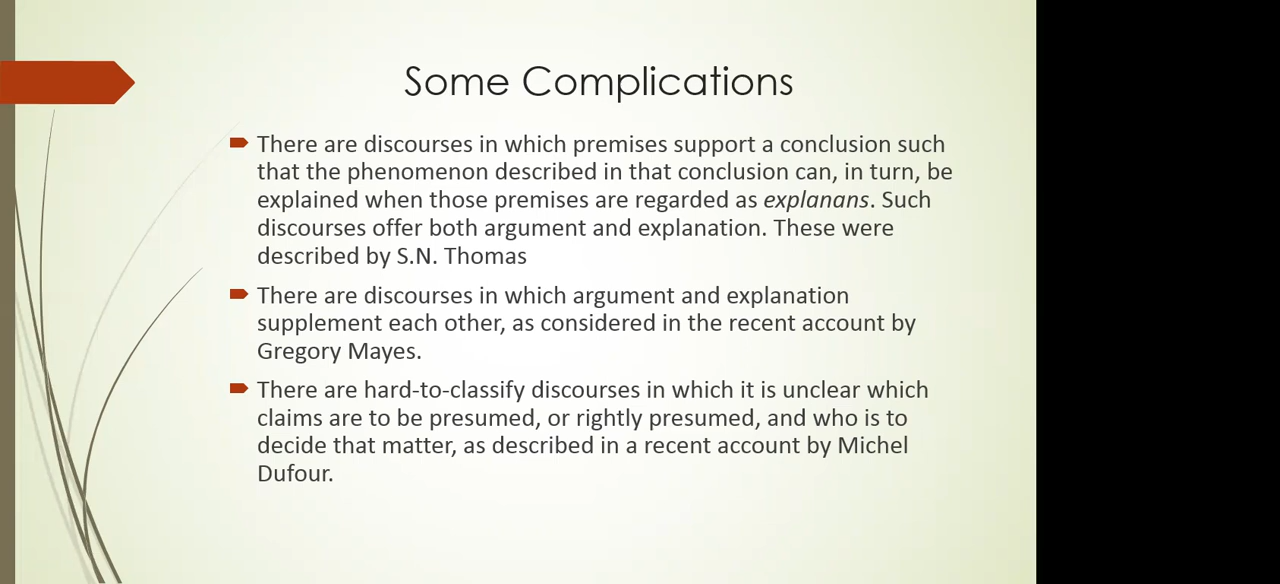 Some Complications
There are discourses in which premises support a conclusion such
that the phenomenon described in that conclusion can, in turn, be
explained when those premises are regarded as explanans. Such
discourses offer both argument and explanation. These were
described by S.N. Thomas
There are discourses in which argument and explanation
supplement each other, as considered in the recent account by
Gregory Mayes.
There are hard-to-classify discourses in which it is unclear which
claims are to be presumed, or rightly presumed, and who is to
decide that matter, as described in a recent account by Michel
Dufour.